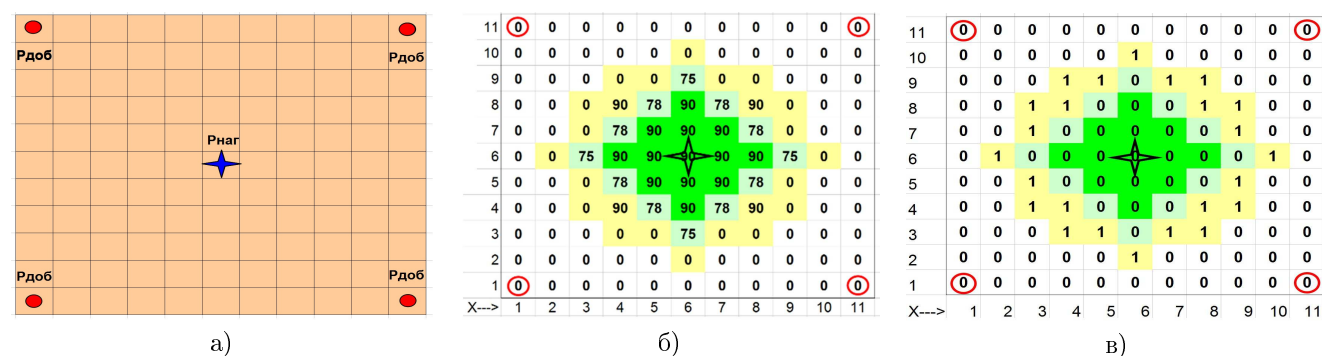 Рдоб Рдоб
Рнаг
Рдоб Рдоб
а)
11 0 0 0 0 0 0 0 0 0 0 0
10 0 0 0 0 0 0 0 0 0 0 0
9 0 0 0 0 0 75 0 0 0 0 0
8 0 0 0 90 78 90 78 90 0 0 0
7 0 0 0 78 90 90 90 78 0 0 0
6 0 0 75 90 90 90 90 90 75 0 0
5 0 0 0 78 90 90 90 78 0 0 0
4 0 0 0 90 78 90 78 90 0 0 0
3 0 0 0 0 0 75 0 0 0 0 0
2 0 0 0 0 0 0 0 0 0 0 0
1 0 0 0 0 0 0 0 0 0 0 0
X---> 1 2 3 4 5 6 7 8 9 10 11
б)
11 0 0 0 0 0 0 0 0 0 0 0
10 0 0 0 0 0 1 0 0 0 0 0
9 0 0 0 1 1 0 1 1 0 0 0
8 0 0 1 1 0 0 0 1 1 0 0
7 0 0 1 0 0 0 0 0 1 0 0
6 0 1 0 0 0 0 0 0 0 1 0
5 0 0 1 0 0 0 0 0 1 0 0
4 0 0 1 1 0 0 0 1 1 0 0
3 0 0 0 1 1 0 1 1 0 0 0
2 0 0 0 0 0 1 0 0 0 0 0
1 0 0 0 0 0 0 0 0 0 0 0
X---> 1 2 3 4 5 6 7 8 9 10 11
в)